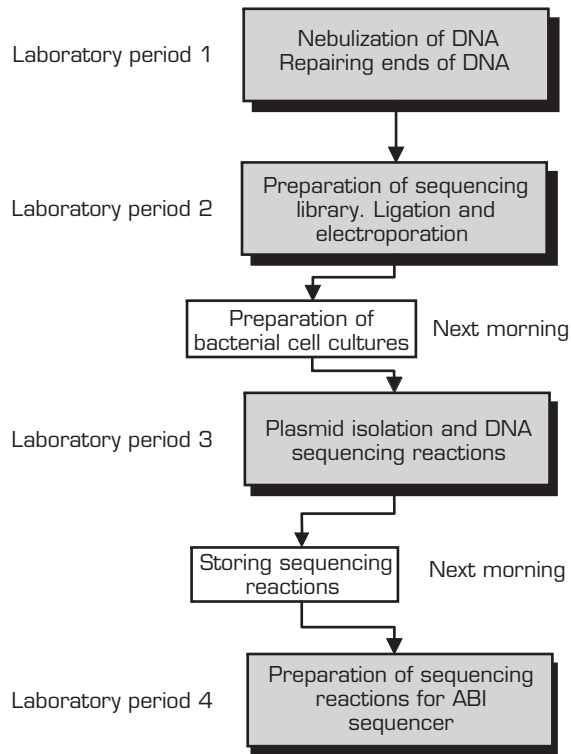 Laboratory period 1
Nebulization of DNA
Repairing ends of DNA
Laboratory period 2
Preparation of sequencing
library. Ligation and
electroporation
Preparation of
bacterial cell cultures
Next morning
Laboratory period 3
Plasmid isolation and DNA
sequencing reactions
Storing sequencing
reactions
Next morning
Laboratory period 4
Preparation of sequencing
reactions for ABI
sequencer